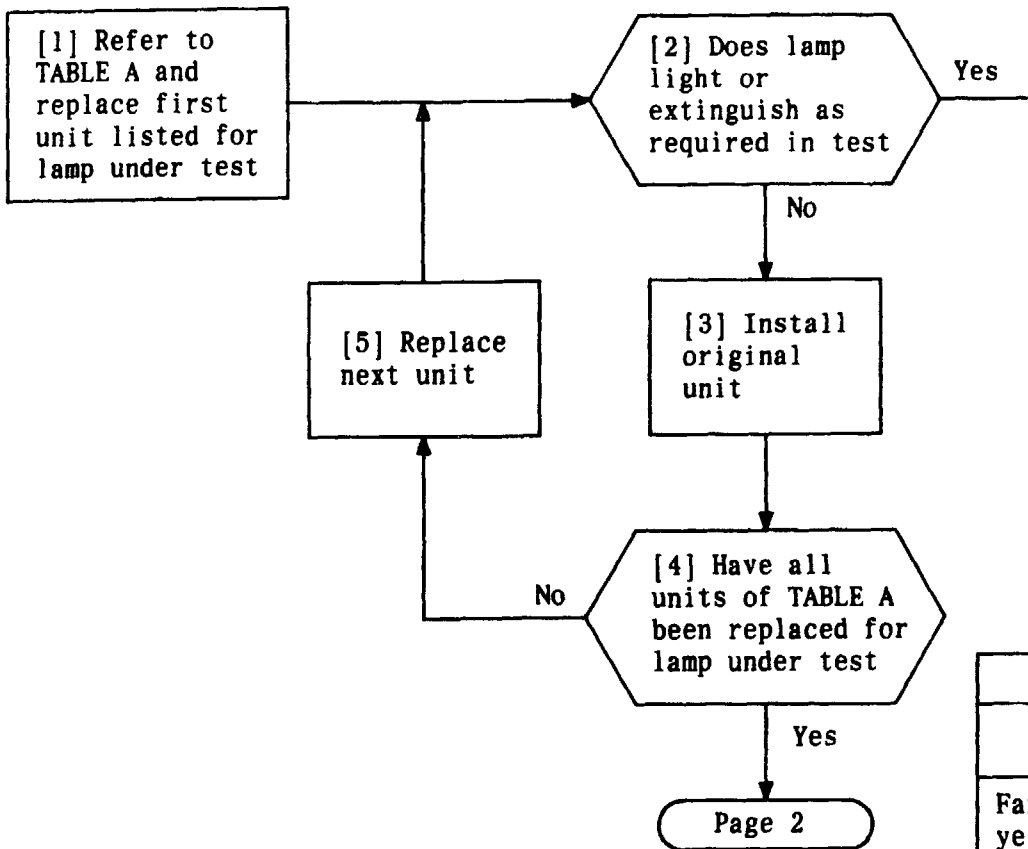 [1] Refer to
TABLE A and
replace first
unit listed for
lamp under test
[2] Does lamp
light or
extinguish as
required in test
Yes
No
[5] Replace
next unit
[3] Install
original
unit
[4] Have all
units of TABLE A
been replaced for
lamp under test
No
Yes
Page 2